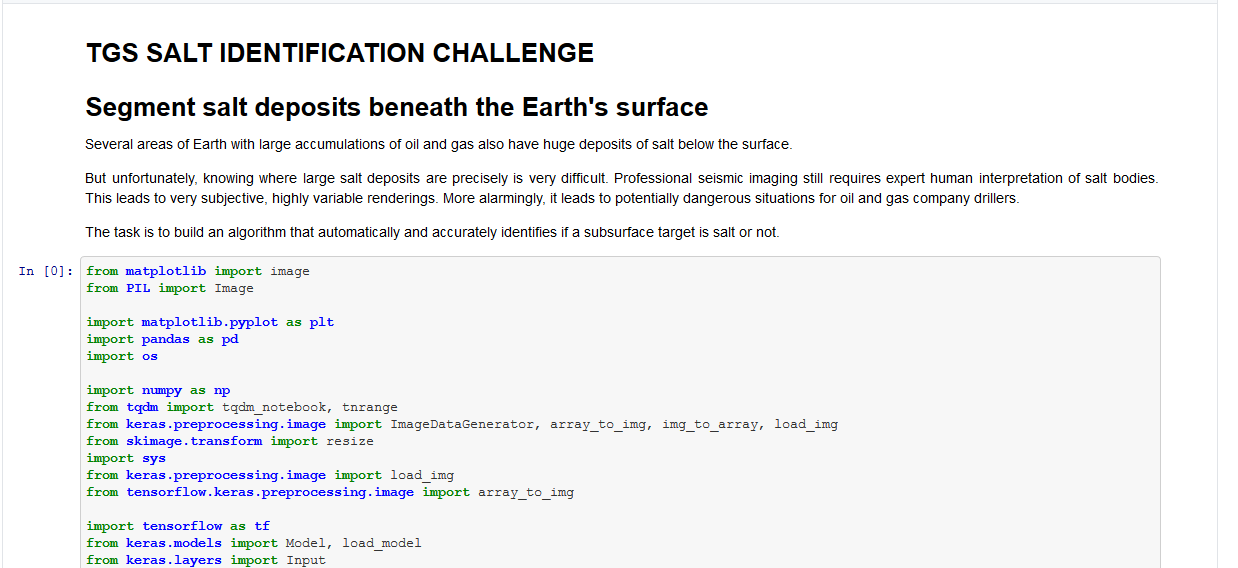 TGS SALT IDENTIFICATION CHALLENGE
Segment salt deposits beneath the Earth's surface
Several areas of Earth with large accumulations of oil and gas also have huge deposits of salt below the surface.
But unfortunately, knowing where large salt deposits are precisely is very difficult. Professional seismic imaging still requires expert human interpretation of salt bodies.
This leads to very subjective, highly variable renderings. More alarmingly, it leads to potentially dangerous situations for oil and gas company drillers.
The task is to build an algorithm that automatically and accurately identifies if a subsurface target is salt or not.
In [0]: from matplotlib import image
from PIL import Image
import matplotlib.pyplot as plt
import pandas as pd
import os
import numpy as np
from tqdm import tqdm_notebook, tnrange
from keras.preprocessing.image import ImageDataGenerator, array_to_img, img_to_array, load_img
from skimage.transform import resize
import sys
from keras.preprocessing.image import load_img
from tensorflow.keras.preprocessing.image import array_to_img
import tensorflow as tf
from keras.models import Model, load_model
from keras.layers import Input